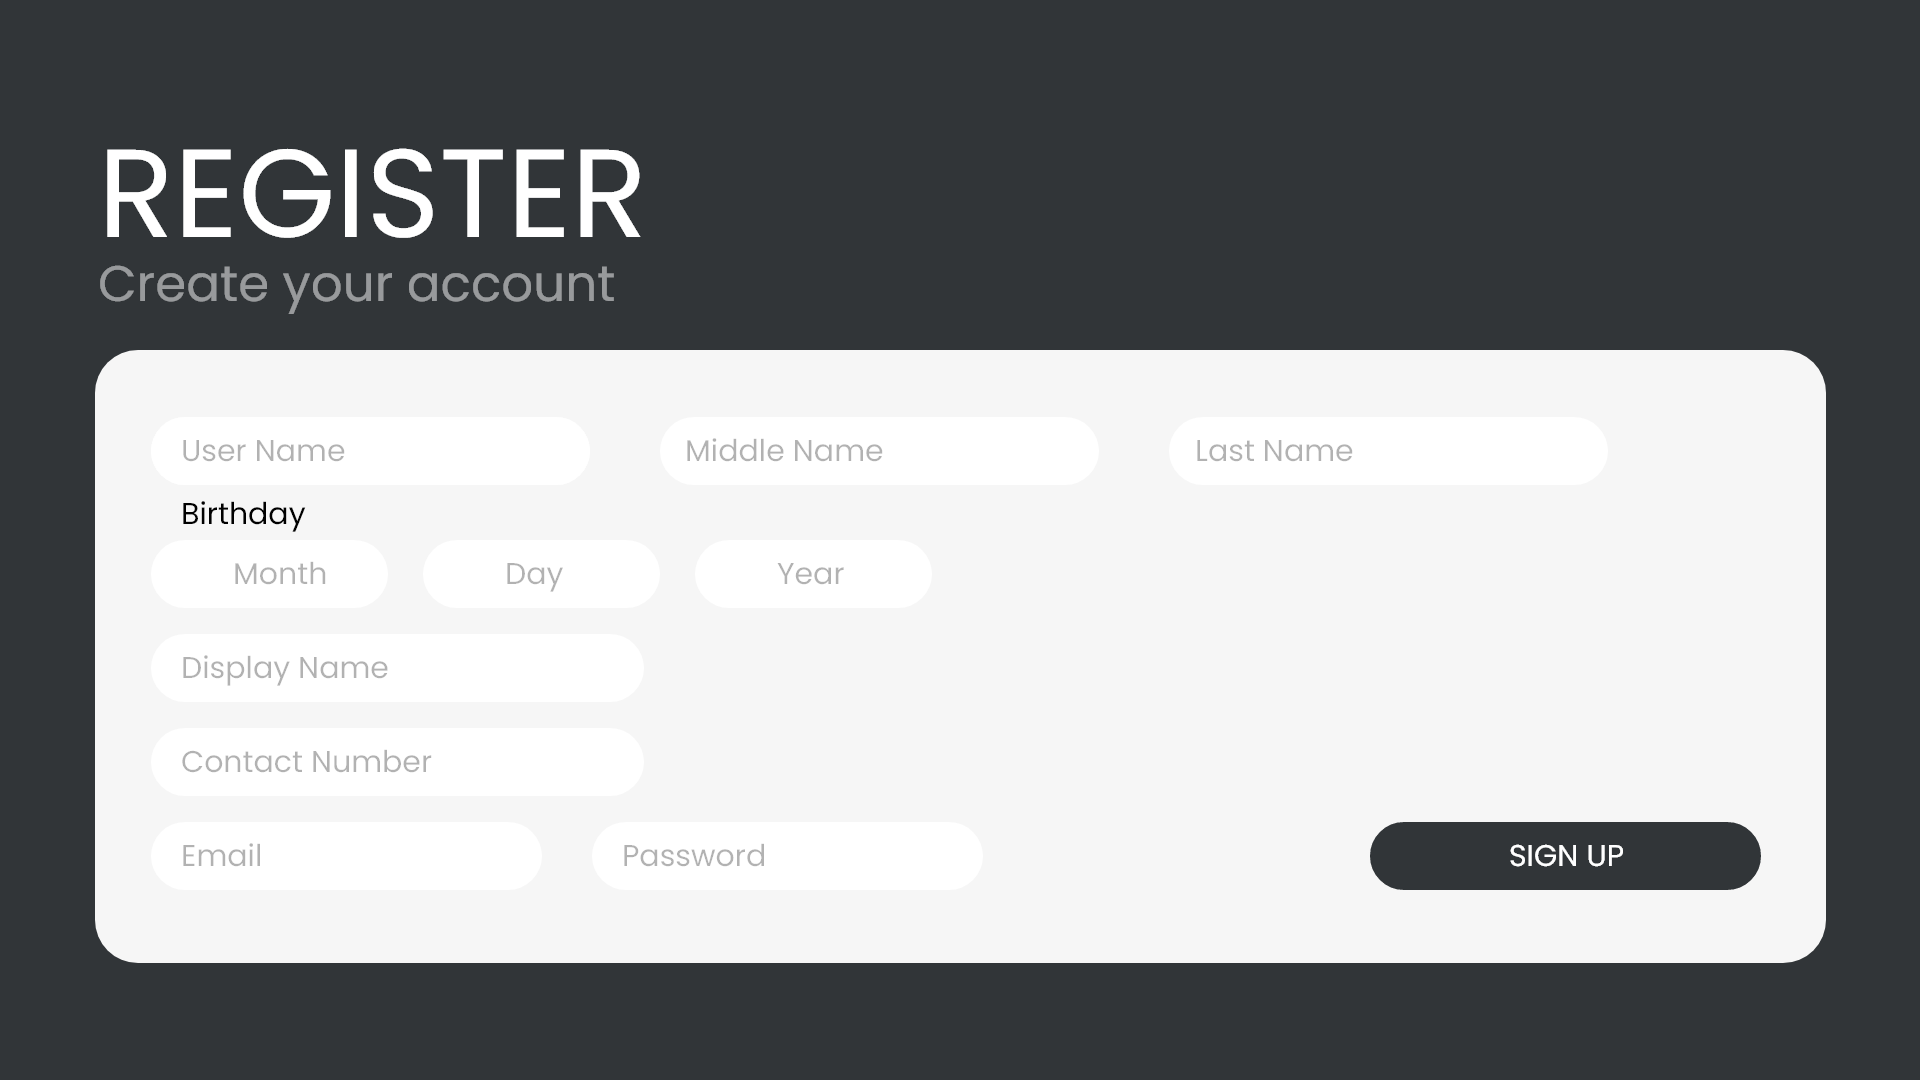 REGISTER
Create your account
User Name
Middle Name
Last Name
Birthday
Month
Day
Year
Display Name
Contact Number
Email
Password
SIGN UP